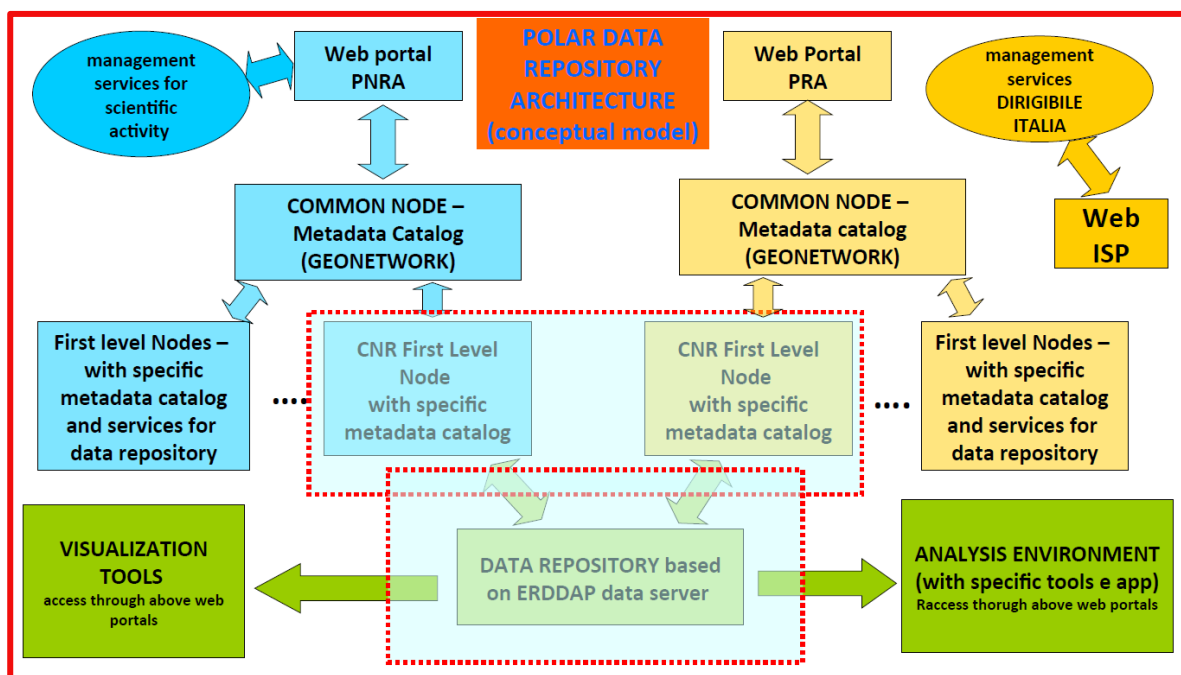 management
services for
scientific
activity
Web portal
PNRA
POLAR DATA
REPOSITORY
ARCHITECTURE
(conceptual model)
Web Portal
PRA
management
services
DIRIGIBILE
ITALIA
COMMON NODE –
Metadata Catalog
(GEONETWORK)
COMMON NODE –
Metadata catalog
(GEONETWORK)
Web
ISP
First level Nodes –
with specific
metadata catalog
and services for
data repository
....
CNR First Level
Node
with specific
metadata catalog
CNR First Level
Node
with specific
metadata catalog
....
First level Nodes –
with specific
metadata catalog
and services for
data repository
VISUALIZATION
TOOLS
access through above web
portals
DATA REPOSITORY based
on ERDDAP data server
ANALYSIS ENVIRONMENT
(with specific tools e app)
Raccess thorugh above web portals